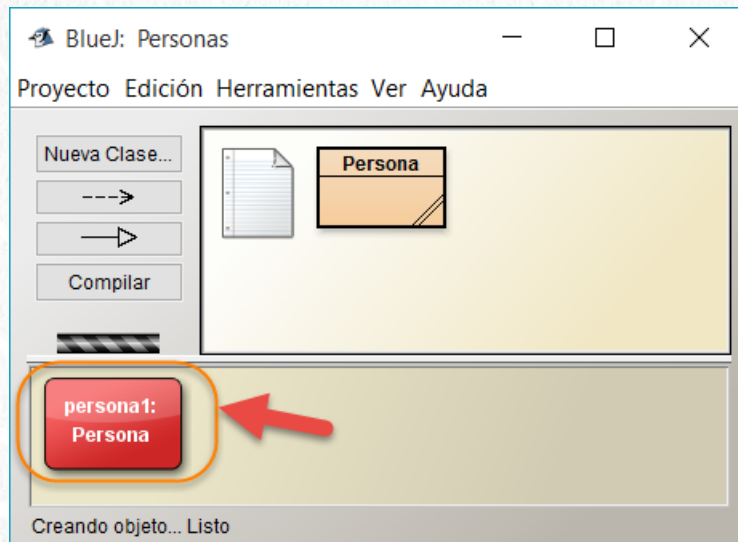 BlueJ: Personas
Proyecto Edición Herramientas Ver Ayuda
Nueva Clase...
Persona
Compilar
persona1:
Persona
Creando objeto... Listo